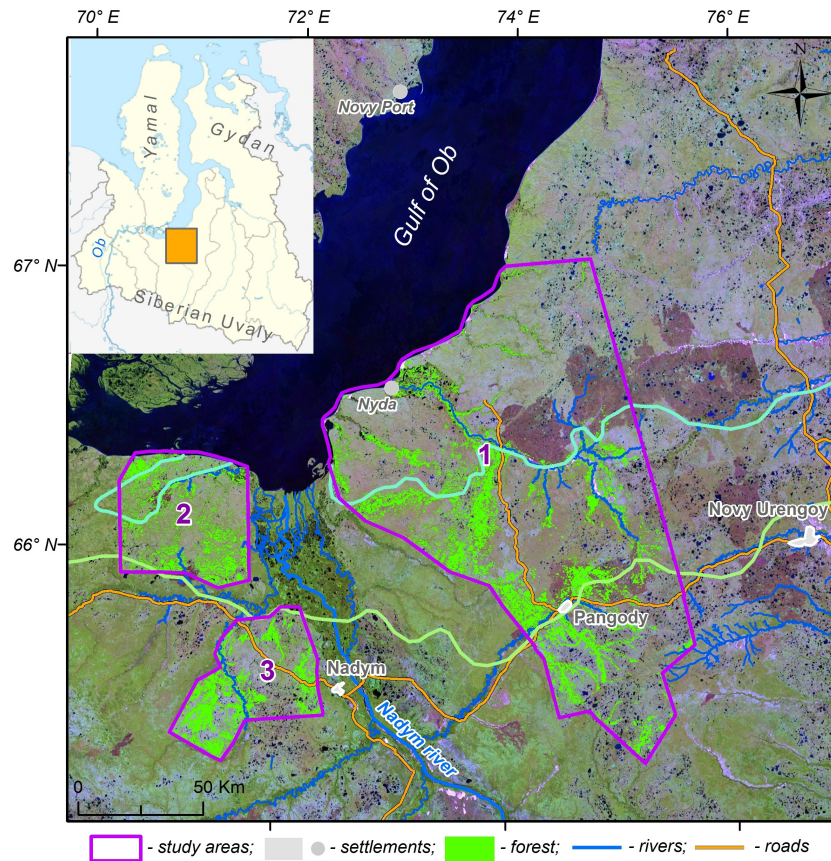 70° E 72° E 74° E 76° E
N
Novy Port
Yamal
Gydan
Gulf of Ob
Ob
67° N
Siberian Uvaly
Nyda
1
2
Novy Urengoy
66° N
Pangody
3
Nadym
Nadym river
0 50 Km
- study areas; - settlements; - forest; - rivers; - roads